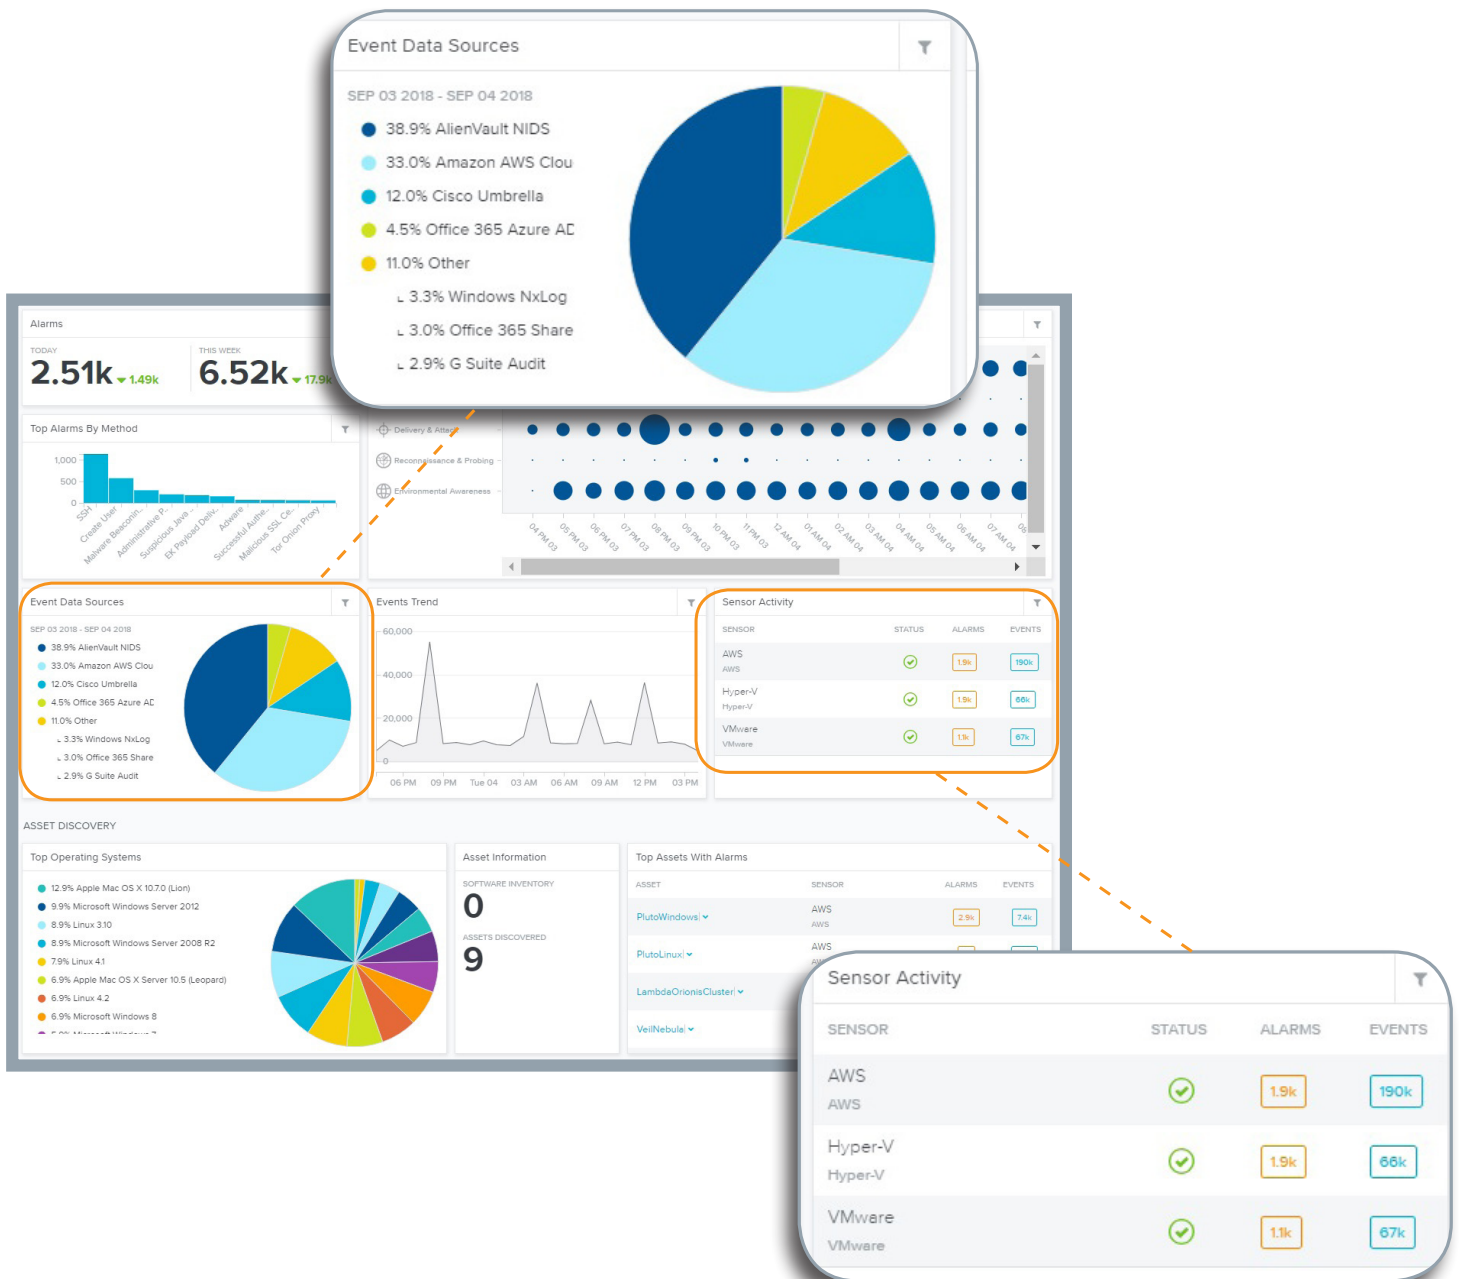 Event Data Sources
SEP 03 2018 - SEP 04 2018
38.9% AlienVault NIDS
33.0% Amazon AWS Clou
12.0% Cisco Umbrella
4.5% Office 365 Azure AD
11.0% Other
3.3% Windows NxLog
3.0% Office 365 Share
2.9% G Suite Audit
Alarms
TODAY
2.51k 1.49k
THIS WEEK
6.52k 17.9k
Top Alarms By Method
1,000
500
0
SSH
Create User
Malware Beaconin..
Administrative P..
Suspicious Java ..
EK Payload Deliv..
Adware
Successful Authe..
Malicious SSL Ce..
Tor Onion Proxy
Delivery & Attack
Reconnaissance & Probing
Environmental Awareness
04 PM 03
05 PM 03
06 PM 03
07 PM 03
08 PM 03
09 PM 03
10 PM 03
11 PM 03
12 AM 04
01 AM 04
02 AM 04
03 AM 04
04 AM 04
05 AM 04
06 AM 04
07 AM 04
Event Data Sources
SEP 03 2018 - SEP 04 2018
38.9% AlienVault NIDS
33.0% Amazon AWS Clou
12.0% Cisco Umbrella
4.5% Office 365 Azure AD
11.0% Other
3.3% Windows NxLog
3.0% Office 365 Share
2.9% G Suite Audit
Events Trend
60,000
40,000
20,000
0
06 PM 09 PM Tue 04 03 AM 06 AM 09 AM 12 PM 03 PM
Sensor Activity
SENSOR STATUS ALARMS EVENTS
AWS
AWS
1.9k 190k
Hyper-V
Hyper-V
1.9k 66k
VMware
VMware
1.1k 67k
ASSET DISCOVERY
Top Operating Systems
12.9% Apple Mac OS X 10.7.0 (Lion)
9.9% Microsoft Windows Server 2012
8.9% Linux 3.10
8.9% Microsoft Windows Server 2008 R2
7.9% Linux 4.1
6.9% Apple Mac OS X Server 10.5 (Leopard)
6.9% Linux 4.2
6.9% Microsoft Windows 8
Asset Information
SOFTWARE INVENTORY
0
ASSETS DISCOVERED
9
Top Assets With Alarms
ASSET SENSOR ALARMS EVENTS
PlutoWindows
AWS
AWS
2.9k 7.4k
PlutoLinux
AWS
LambdaOrionisCluster
VeilNebula
Sensor Activity
SENSOR STATUS ALARMS EVENTS
AWS
AWS
1.9k 190k
Hyper-V
Hyper-V
1.9k 66k
VMware
VMware
1.1k 67k